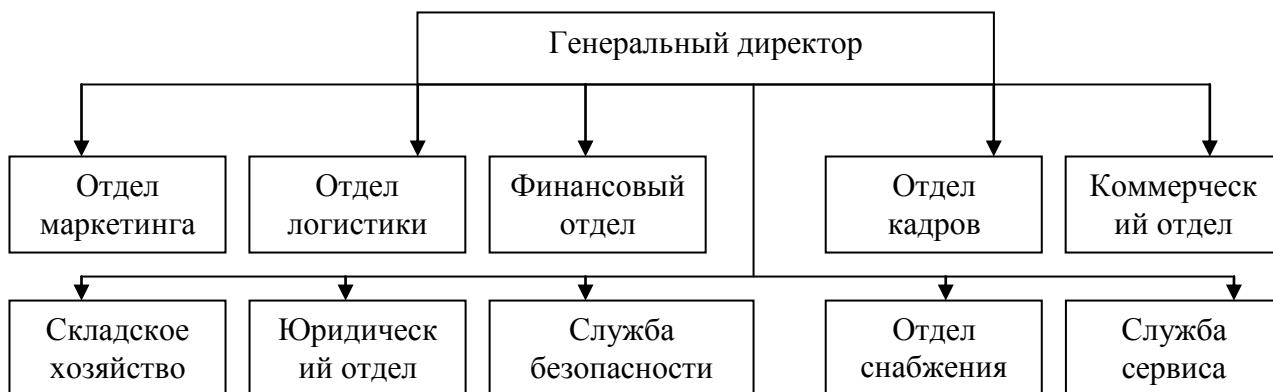 Генеральный директор
Отдел
маркетинга
Отдел
логистики
Финансовый
отдел
Отдел
кадров
Коммерческ
ий отдел
Складское
хозяйство
Юридическ
ий отдел
Служба
безопасности
Отдел
снабжения
Служба
сервиса